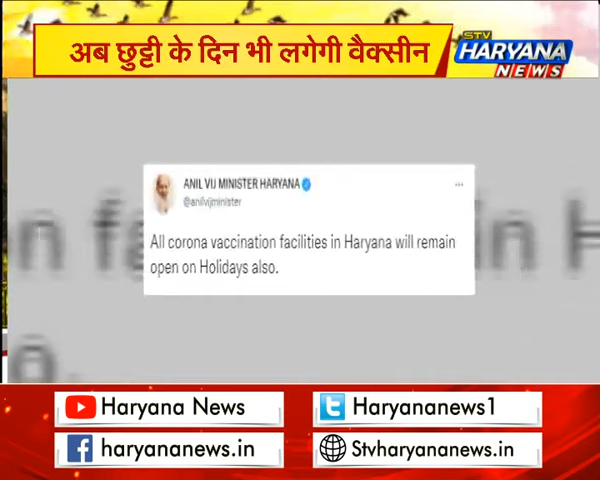 अब छुट्टी के दिन भी लगेगी वैक्सीन
STV
HARYANA
NEWS
ANIL VIJ MINISTER HARYANA
@anilvijminister
All corona vaccination facilities in Haryana will remain
open on Holidays also.
Haryana News
Haryananews1
haryananews.in
Stvharyananews.in